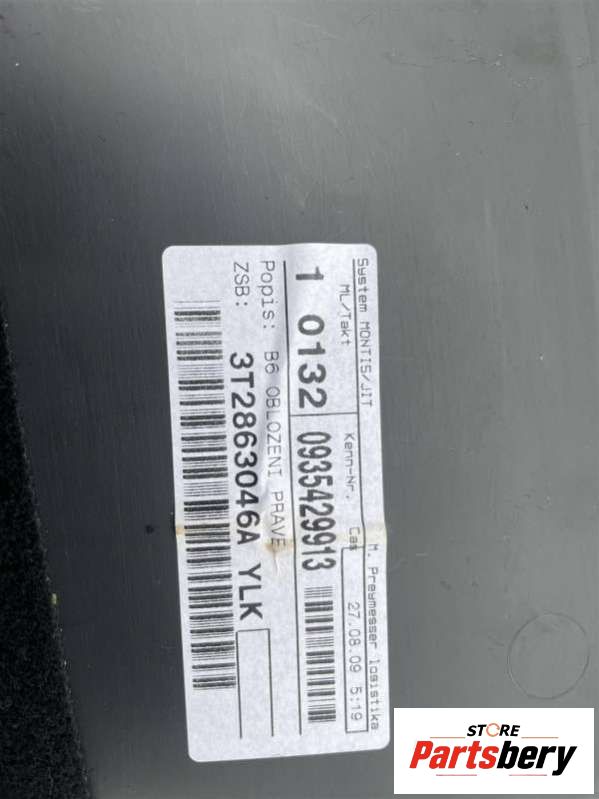 System MONTI5/JIT M. Preymesser logistika
ML/Takt Kenn-Nr. Cas 27.08.09 5:19
1 0132 0935429913
Popis: B6 OBLOZENI PRAVE
ZSB: 3T2863046A YLK
STORE
Partsbery